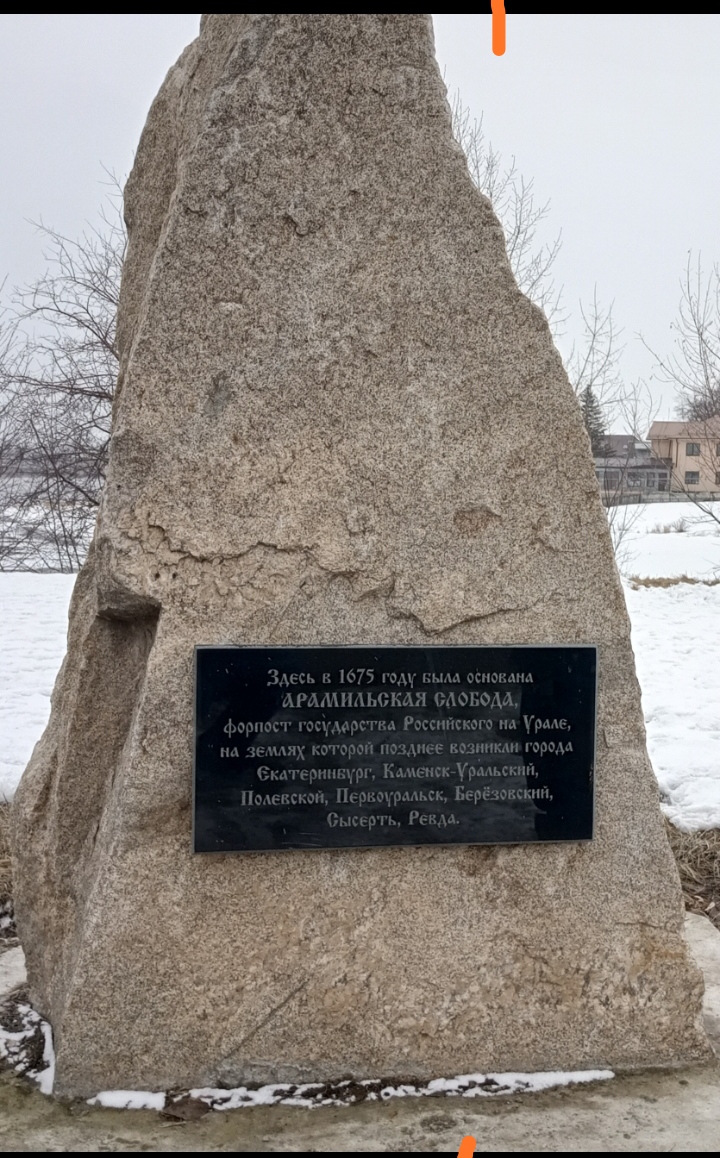 Здесь в 1675 году была основана
АРАМИЛЬСКАЯ СЛОБОДА,
форпост государства Российского на Урале,
на землях которой позднее возникли города
Екатеринбург, Каменск-Уральский,
Полевской, Первоуральск, Берёзовский,
Сысерть, Ревда.